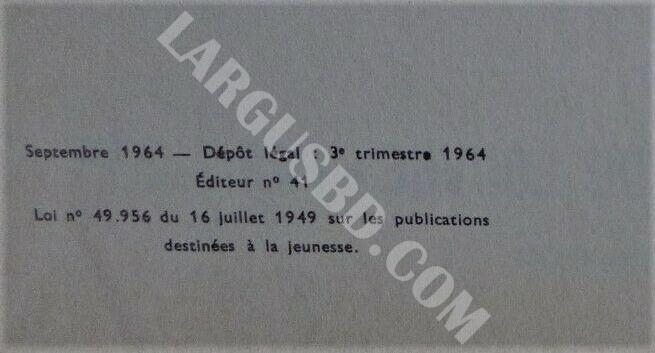 Septembre 1964 — Dépôt légal : 3e trimestre 1964
Éditeur n° 41
Loi n° 49.956 du 16 juillet 1949 sur les publications
destinées à la jeunesse.
LARGUSBD.COM